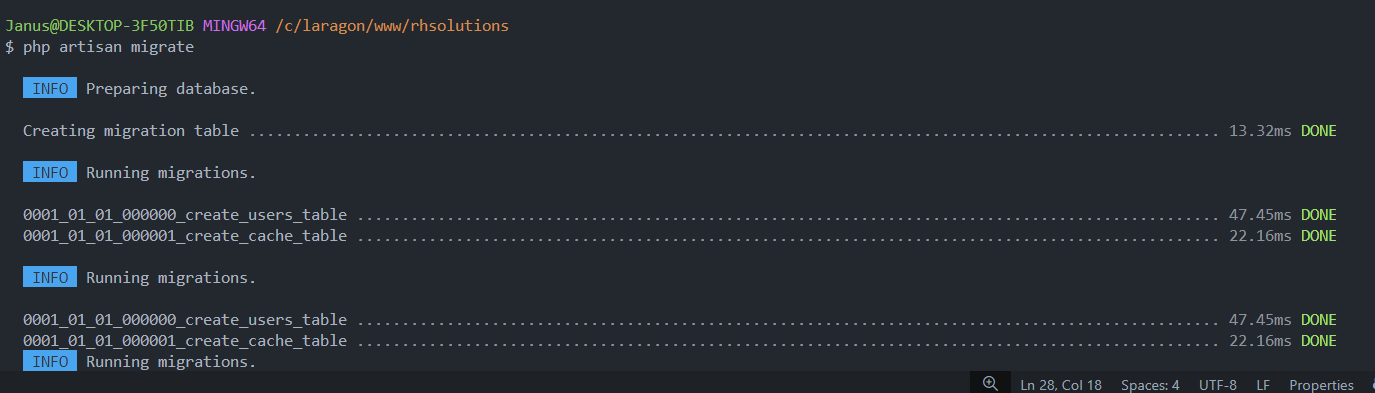 Janus@DESKTOP-3F50TIB MINGW64 /c/laragon/www/rhsolutions
$ php artisan migrate
INFO Preparing database.
Creating migration table ............................................................................................................ 13.32ms DONE
INFO Running migrations.
0001_01_01_000000_create_users_table ................................................................................................ 47.45ms DONE
0001_01_01_000001_create_cache_table ................................................................................................ 22.16ms DONE
INFO Running migrations.
0001_01_01_000000_create_users_table ................................................................................................ 47.45ms DONE
0001_01_01_000001_create_cache_table ................................................................................................ 22.16ms DONE
INFO Running migrations.
Ln 28, Col 18 Spaces: 4 UTF-8 LF Properties